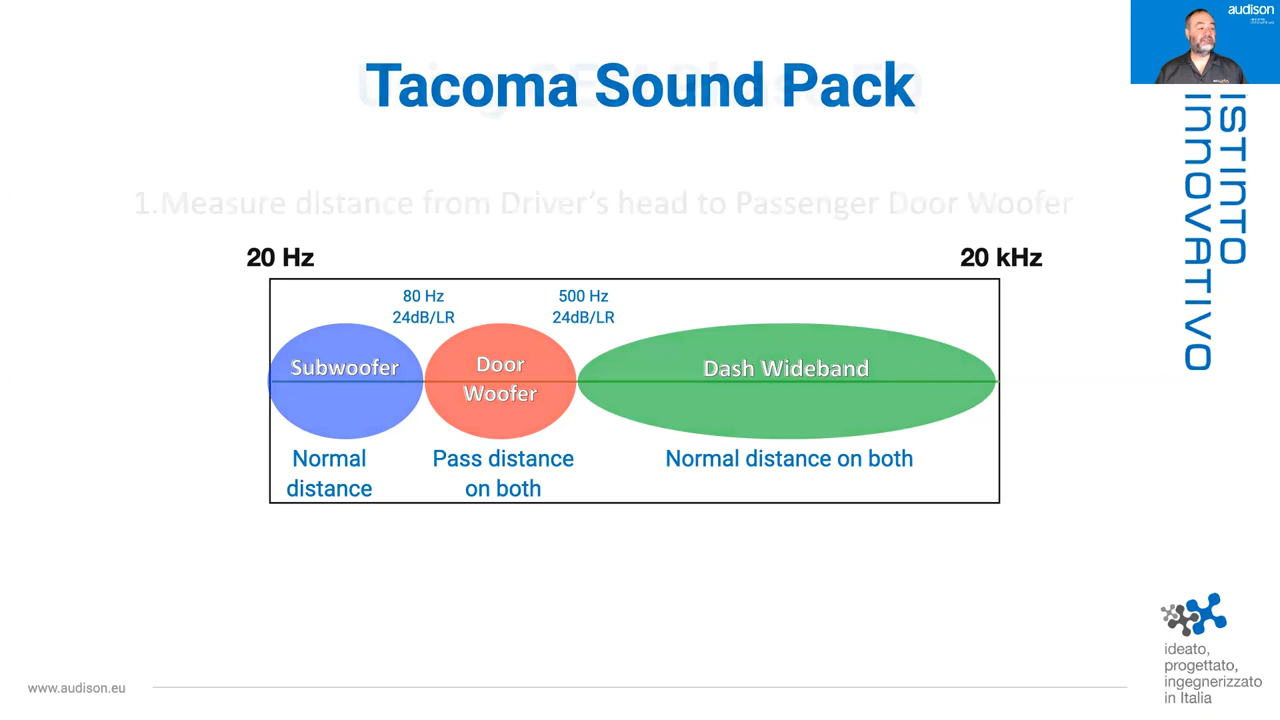 audison
Tacoma Sound Pack
ISTINTO
INNOVATIVO
1.Measure distance from Driver's head to Passenger Door Woofer
20 Hz
20 kHz
80 Hz
24dB/LR
500 Hz
24dB/LR
Subwoofer
Door
Woofer
Dash Wideband
Normal
distance
Pass distance
on both
Normal distance on both
ideato,
progettato,
ingegnerizzato
in Italia
www.audison.eu